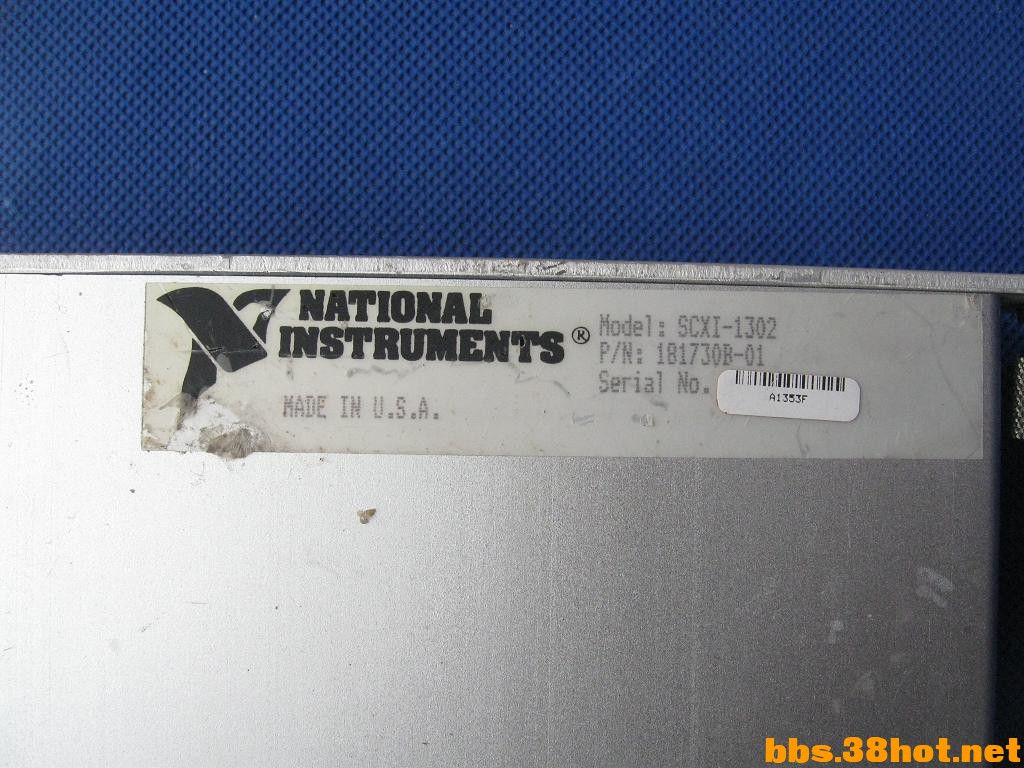 NATIONAL
INSTRUMENTS®
MADE IN U.S.A.
Model: SCXI-1302
P/N: 181730B-01
Serial No.
A1353F
bbs.38hot.net